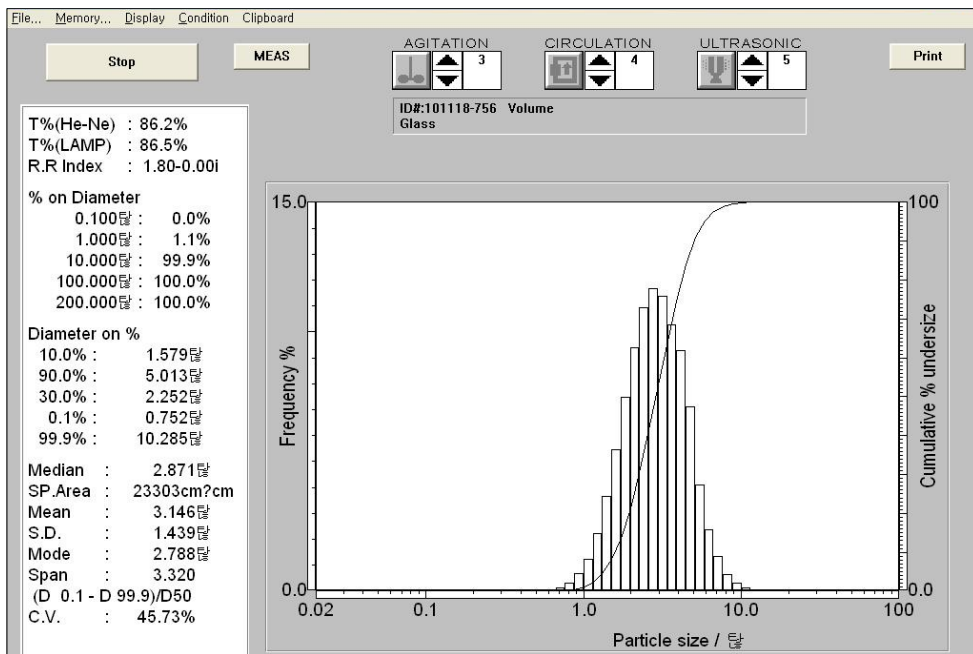 File... Memory... Display Condition Clipboard
Stop
MEAS
AGITATION
3
CIRCULATION
4
ULTRASONIC
5
Print
ID#:101118-756 Volume
Glass
T%(He-Ne) : 86.2%
T%(LAMP) : 86.5%
R.R Index : 1.80-0.00i
% on Diameter
0.100탆 : 0.0%
1.000탆 : 1.1%
10.000탆 : 99.9%
100.000탆 : 100.0%
200.000탆 : 100.0%
Diameter on %
10.0% : 1.579탆
90.0% : 5.013탆
30.0% : 2.252탆
0.1% : 0.752탆
99.9% : 10.285탆
Median : 2.871탆
SP.Area : 23303cm?cm
Mean : 3.146탆
S.D. : 1.439탆
Mode : 2.788탆
Span : 3.320
(D 0.1 - D 99.9)/D50
C.V. : 45.73%
15.0
Frequency %
0.0
100
Cumulative % undersize
0.0
0.02 0.1 1.0 10.0 100
Particle size / 탆